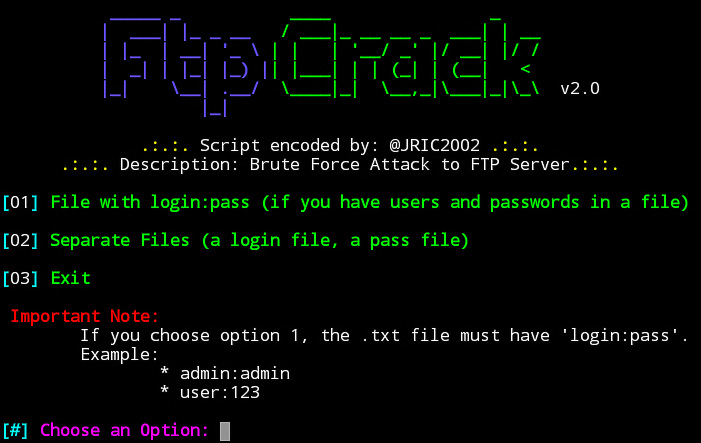 FtpCrack v2.0
.:.:. Script encoded by: @JRIC2002 .:.:.
.:.:. Description: Brute Force Attack to FTP Server.:.:.
[01] File with login:pass (if you have users and passwords in a file)
[02] Separate Files (a login file, a pass file)
[03] Exit
Important Note:
If you choose option 1, the .txt file must have 'login:pass'.
Example:
* admin:admin
* user:123
[#] Choose an Option: